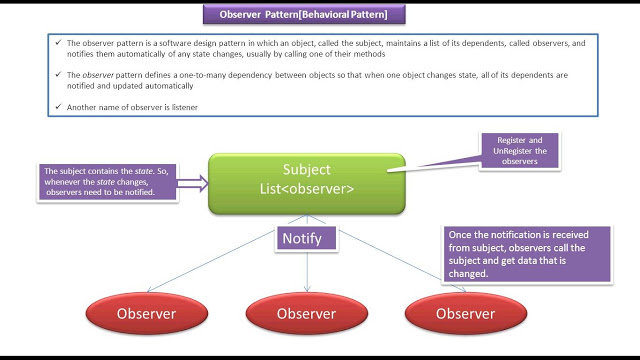 Observer Pattern[Behavioral Pattern]
✓ The observer pattern is a software design pattern in which an object, called the subject, maintains a list of its dependents, called observers, and
notifies them automatically of any state changes, usually by calling one of their methods
✓ The observer pattern defines a one-to-many dependency between objects so that when one object changes state, all of its dependents are
notified and updated automatically
✓ Another name of observer is listener
Register and
UnRegister the
observers
The subject contains the state. So,
whenever the state changes,
observers need to be notified.
Subject
List<observer>
Notify
Once the notification is received
from subject, observers call the
subject and get data that is
changed.
Observer
Observer
Observer